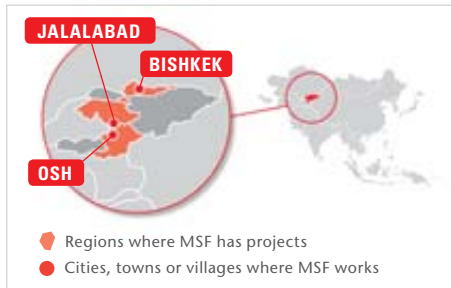 JALALABAD
BISHKEK
OSH
Regions where MSF has projects
Cities, towns or villages where MSF works